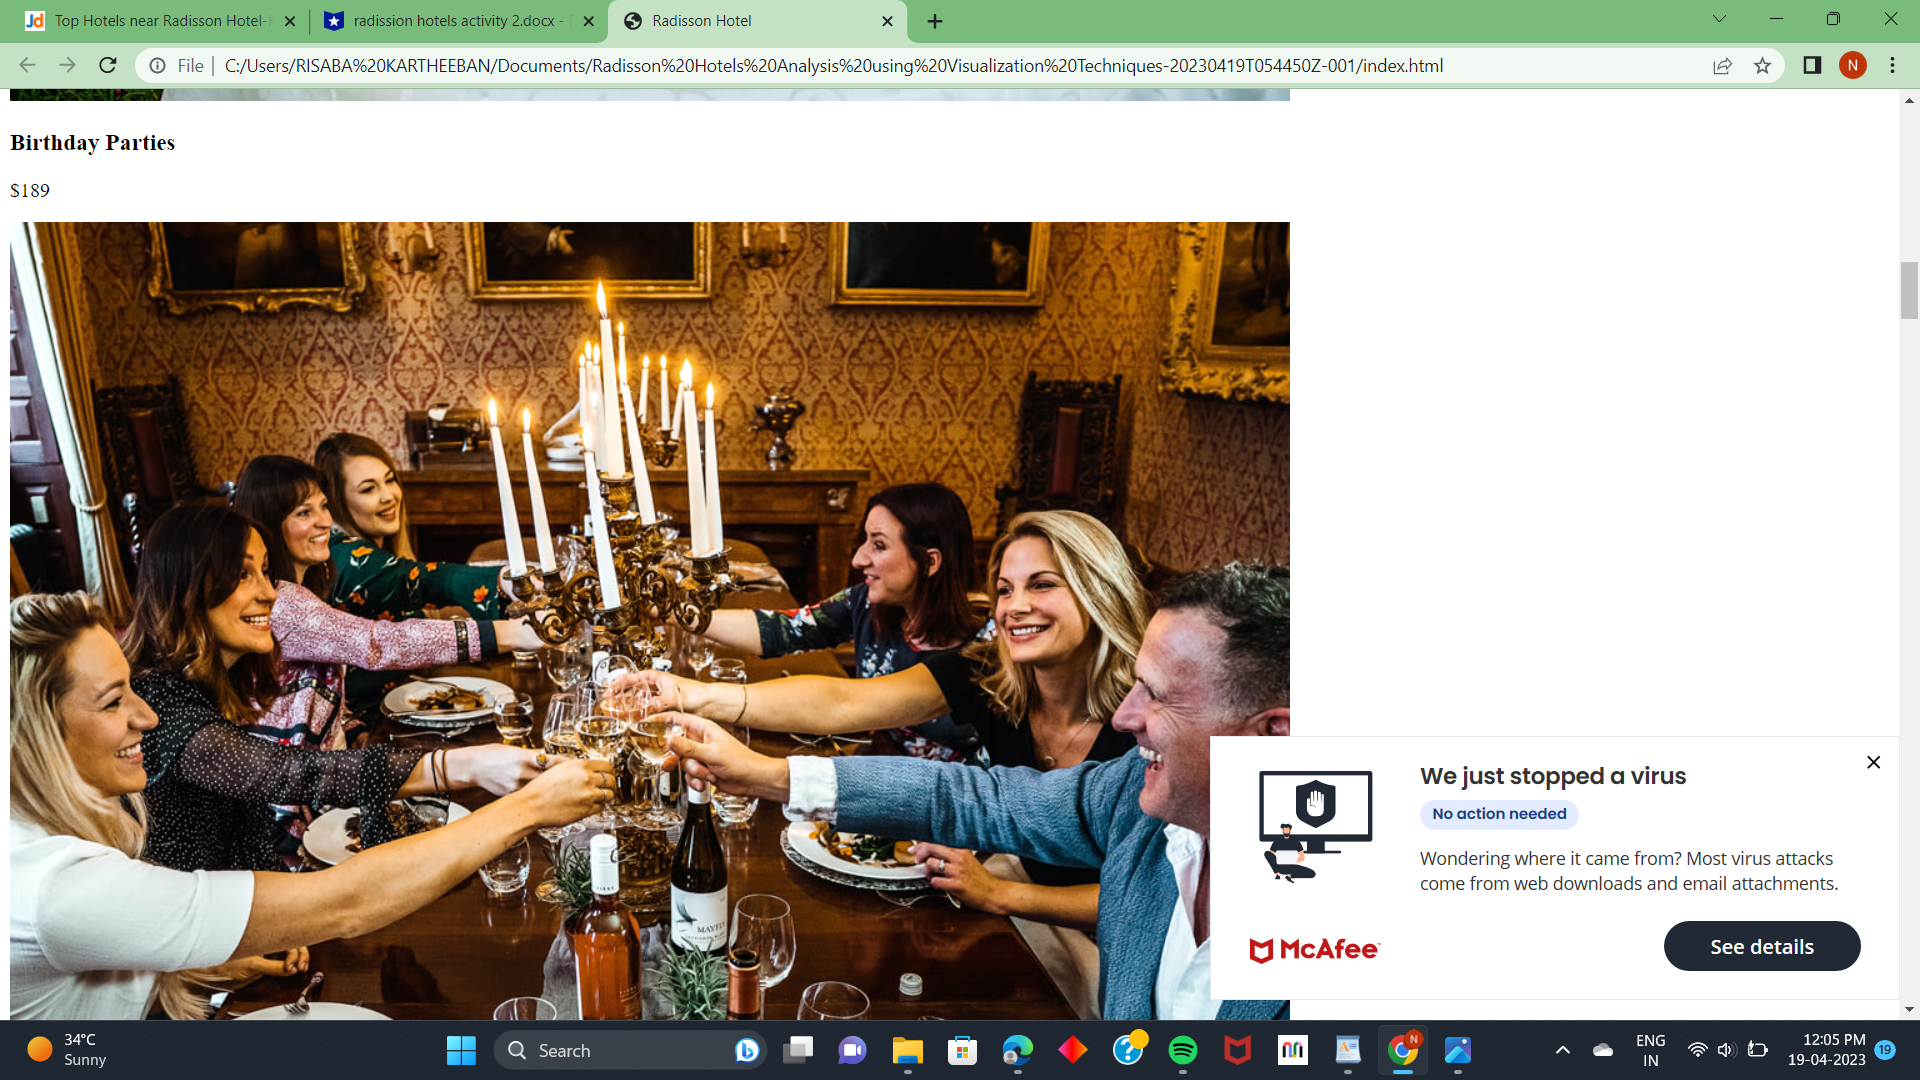 Jd Top Hotels near Radisson Hotel-
radission hotels activity 2.docx -
Radisson Hotel
File
C:/Users/RISABA%20KARTHEEBAN/Documents/Radisson%20Hotels%20Analysis%20using%20Visualization%20Techniques-20230419T054450Z-001/index.html
N
Birthday Parties
$189
MAYFLY
We just stopped a virus
No action needed
Wondering where it came from? Most virus attacks
come from web downloads and email attachments.
McAfee
See details
34°C
Sunny
Search
N
ENG
IN
12:05 PM
19-04-2023
19